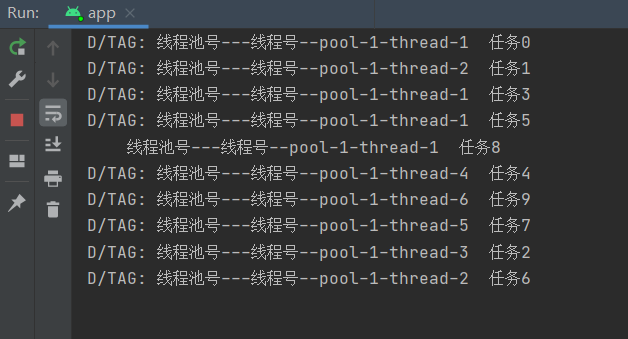 Run: app
D/TAG: 线程池号---线程号--pool-1-thread-1  任务0
D/TAG: 线程池号---线程号--pool-1-thread-2  任务1
D/TAG: 线程池号---线程号--pool-1-thread-1  任务3
D/TAG: 线程池号---线程号--pool-1-thread-1  任务5
    线程池号---线程号--pool-1-thread-1  任务8
D/TAG: 线程池号---线程号--pool-1-thread-4  任务4
D/TAG: 线程池号---线程号--pool-1-thread-6  任务9
D/TAG: 线程池号---线程号--pool-1-thread-5  任务7
D/TAG: 线程池号---线程号--pool-1-thread-3  任务2
D/TAG: 线程池号---线程号--pool-1-thread-2  任务6